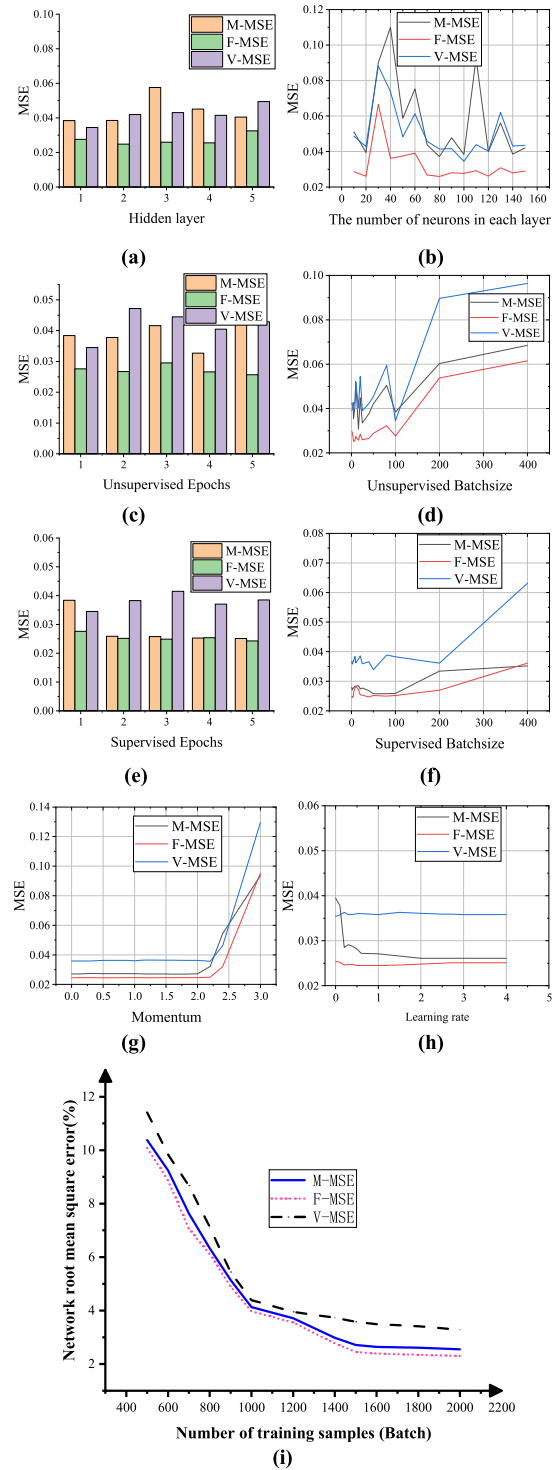 0.10
0.08
0.06
0.04
0.02
0.00
MSE
M-MSE
F-MSE
V-MSE
1 2 3 4 5
Hidden layer
(a)
0.12
0.10
0.08
0.06
0.04
0.02
MSE
M-MSE
F-MSE
V-MSE
0 20 40 60 80 100 120 140 160
The number of neurons in each layer
(b)
0.05
0.04
0.03
0.02
0.01
0.00
MSE
M-MSE
F-MSE
V-MSE
1 2 3 4 5
Unsupervised Epochs
(c)
0.10
0.08
0.06
0.04
0.02
MSE
M-MSE
F-MSE
V-MSE
0 100 200 300 400
Unsupervised Batchsize
(d)
0.06
0.05
0.04
0.03
0.02
0.01
0.00
MSE
M-MSE
F-MSE
V-MSE
1 2 3 4 5
Supervised Epochs
(e)
0.08
0.07
0.06
0.05
0.04
0.03
0.02
MSE
M-MSE
F-MSE
V-MSE
0 100 200 300 400
Supervised Batchsize
(f)
0.14
0.12
0.10
0.08
0.06
0.04
0.02
MSE
M-MSE
F-MSE
V-MSE
0.0 0.5 1.0 1.5 2.0 2.5 3.0
Momentum
(g)
0.06
0.05
0.04
0.03
0.02
MSE
M-MSE
F-MSE
V-MSE
0 1 2 3 4 5
Learning rate
(h)
12
10
8
6
4
2
Network root mean square error(%)
M-MSE
F-MSE
V-MSE
400 600 800 1000 1200 1400 1600 1800 2000 2200
Number of training samples (Batch)
(i)